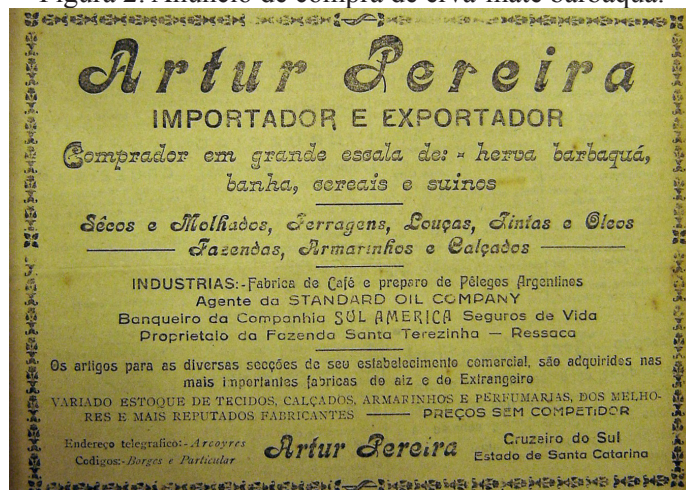 Figura 2: Anúncio de compra de erva-mate barbaquá.
Artur Pereira
IMPORTADOR E EXPORTADOR
Comprador em grande escala de: - herva barbaquá,
banha, cereais e suinos
Sêcos e Molhados, Ferragens, Louças, Tintas e Oleos
Fazendas, Armarinhos e Calçados
INDUSTRIAS:-Fabrica de Café e preparo de Pélegos Argentinos
Agente da STANDARD OIL COMPANY
Banqueiro da Companhia SUL AMERICA Seguros de Vida
Proprietaio da Fazenda Santa Terezinha — Ressaca
Os artigos para as diversas secções de seu estabelecimento comercial, são adquiridos nas
mais importantes fabricas do aiz e do Extrangeiro
VARIADO ESTOQUE DE TECIDOS, CALÇADOS, ARMARINHOS E PERFUMARIAS, DOS MELHO-
RES E MAIS REPUTADOS FABRICANTES —— PREÇOS SEM COMPETiDOR
Endereço telegrafico:-Arcoyres
Codigos:-Borges e Particular
Artur Pereira
Cruzeiro do Sul
Estado de Santa Catarina